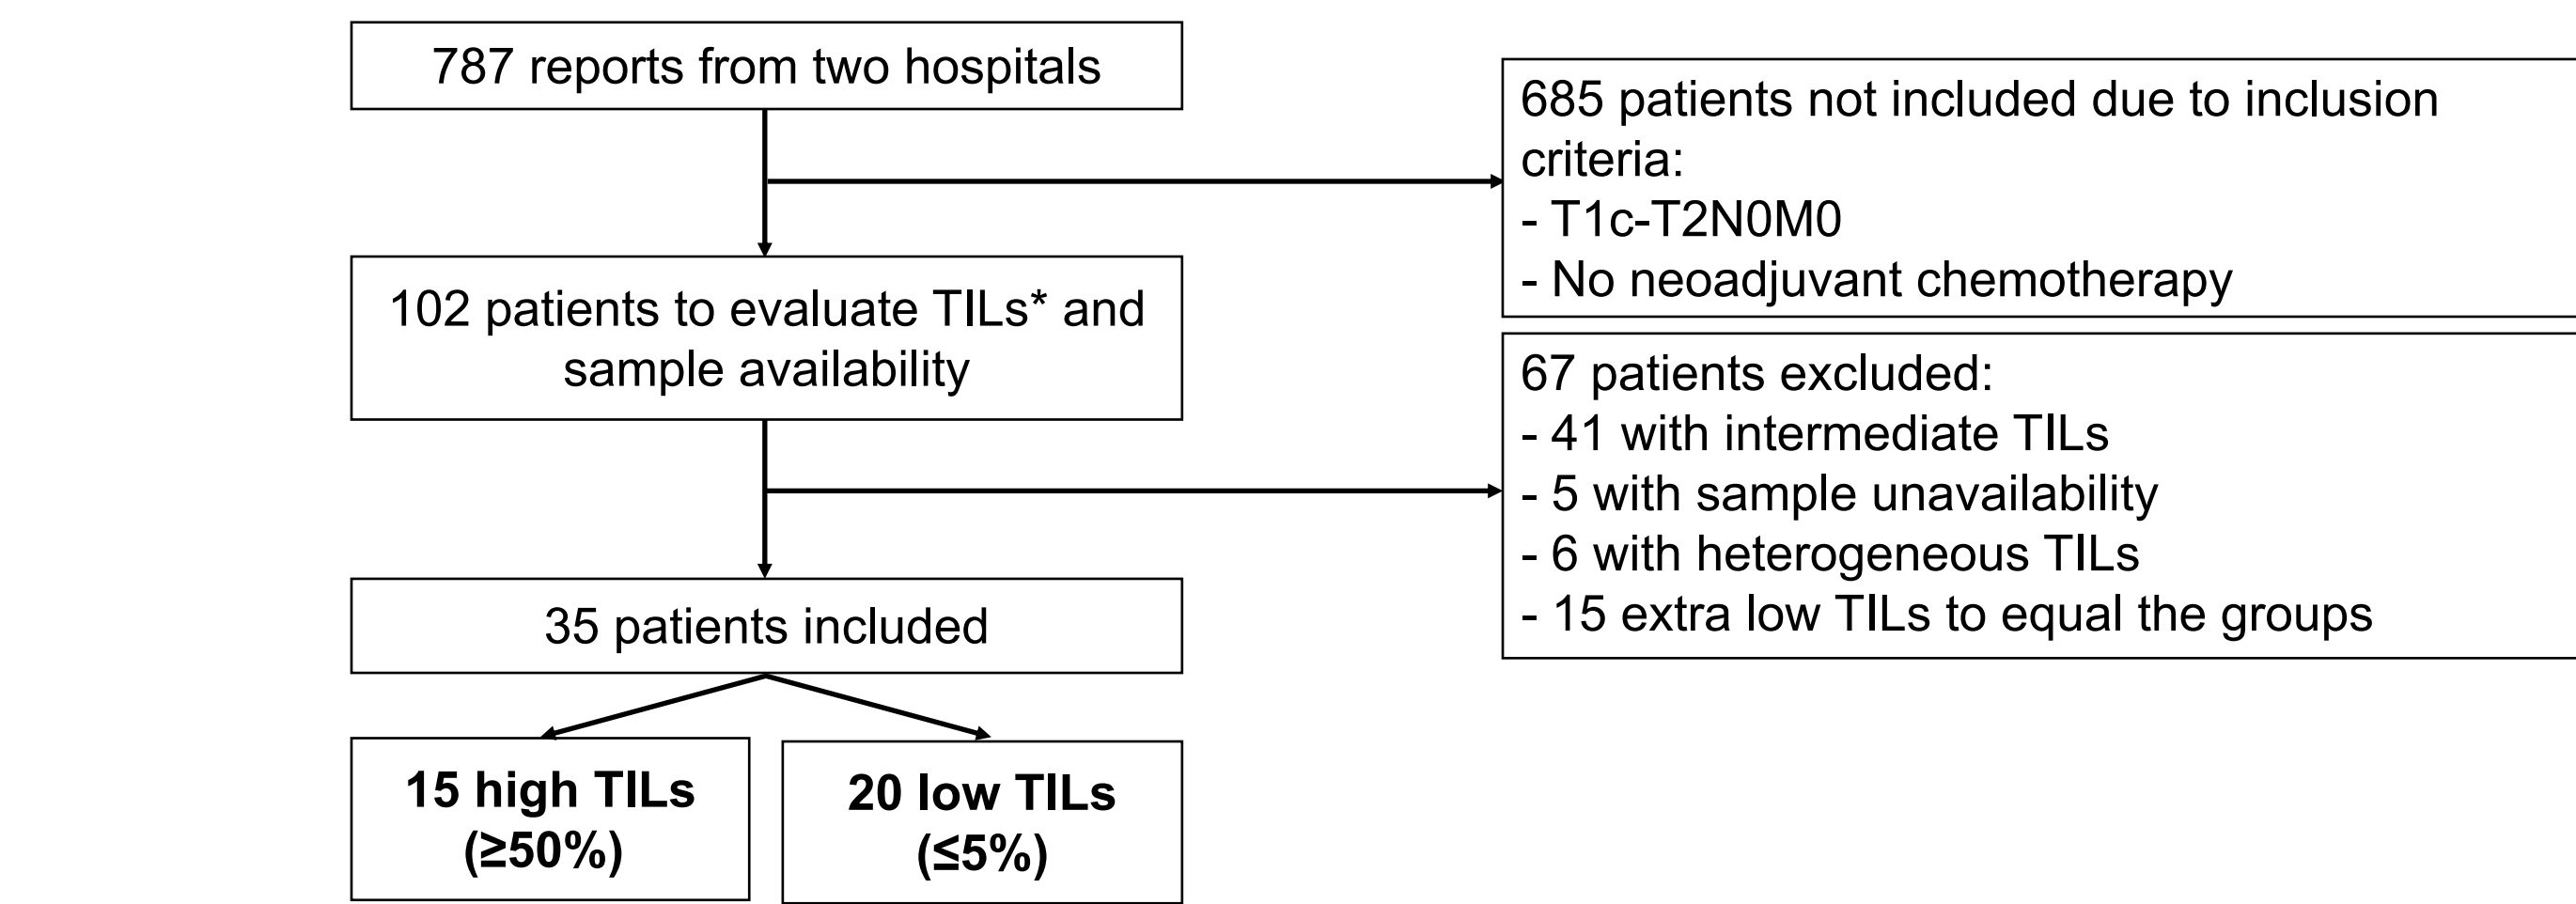 787 reports from two hospitals
685 patients not included due to inclusion
criteria:
- T1c-T2N0M0
- No neoadjuvant chemotherapy
102 patients to evaluate TILs* and
sample availability
67 patients excluded:
- 41 with intermediate TILs
- 5 with sample unavailability
- 6 with heterogeneous TILs
- 15 extra low TILs to equal the groups
35 patients included
15 high TILs
(≥50%)
20 low TILs
(≤5%)